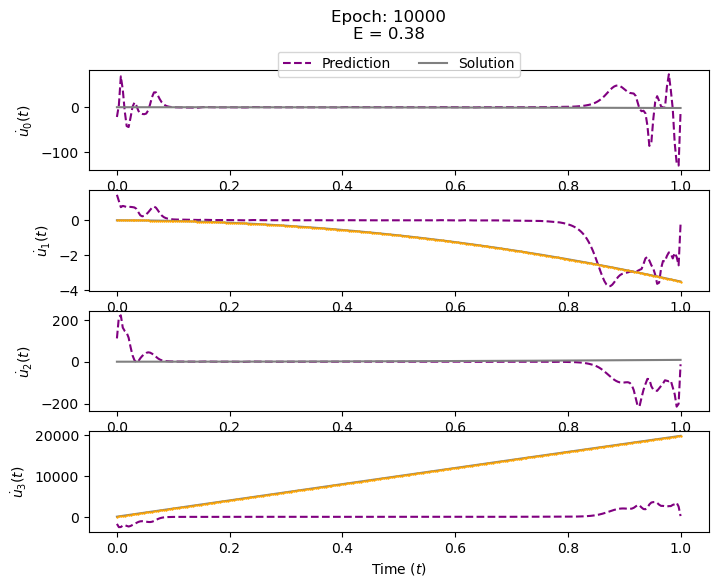 Epoch: 10000
E = 0.38
Prediction Solution
0
−100
u̇₀(t)
0.0 0.2 0.4 0.6 0.8 1.0
0
−2
−4
u̇₁(t)
0.0 0.2 0.4 0.6 0.8 1.0
200
0
−200
u̇₂(t)
0.0 0.2 0.4 0.6 0.8 1.0
20000
10000
0
u̇₃(t)
0.0 0.2 0.4 0.6 0.8 1.0
Time (t)